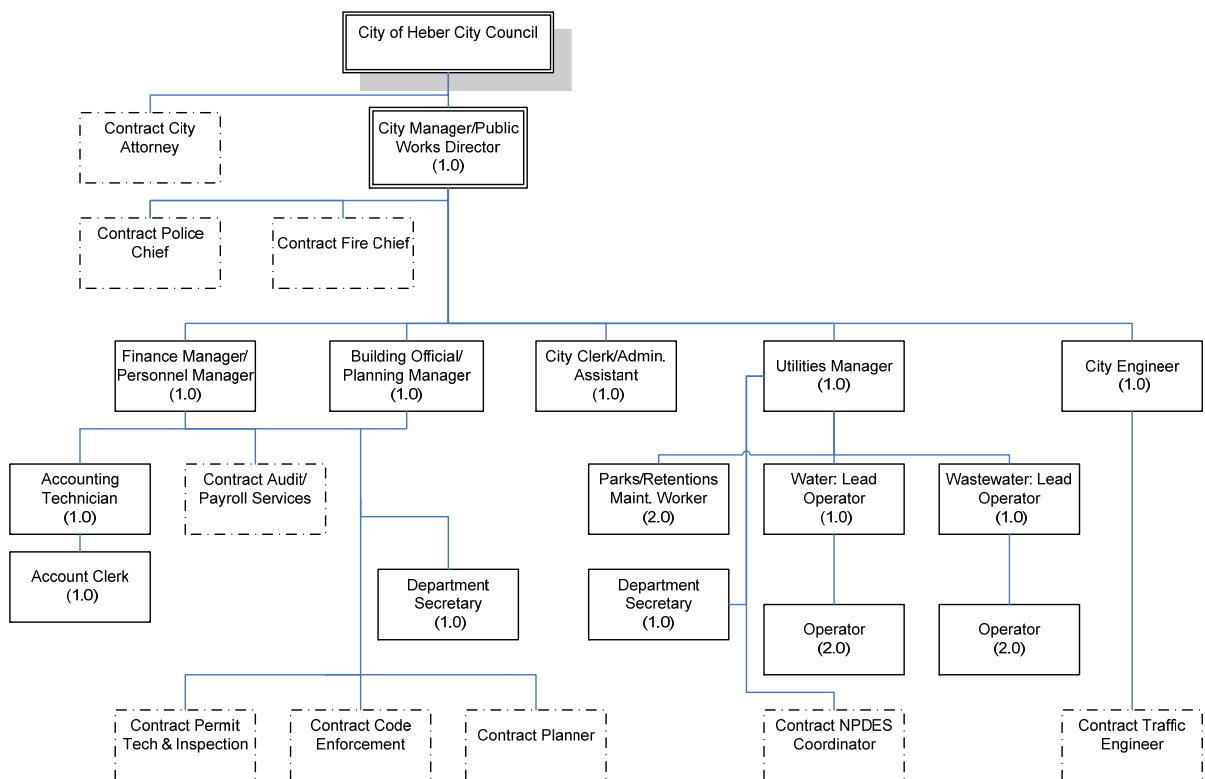 City of Heber City Council
Contract City
Attorney
City Manager/Public
Works Director
(1.0)
Contract Police
Chief
Contract Fire Chief
Finance Manager/
Personnel Manager
(1.0)
Building Official/
Planning Manager
(1.0)
City Clerk/Admin.
Assistant
(1.0)
Utilities Manager
(1.0)
City Engineer
(1.0)
Accounting
Technician
(1.0)
Contract Audit/
Payroll Services
Parks/Retentions
Maint. Worker
(2.0)
Water: Lead
Operator
(1.0)
Wastewater: Lead
Operator
(1.0)
Account Clerk
(1.0)
Department
Secretary
(1.0)
Department
Secretary
(1.0)
Operator
(2.0)
Operator
(2.0)
Contract Permit
Tech & Inspection
Contract Code
Enforcement
Contract Planner
Contract NPDES
Coordinator
Contract Traffic
Engineer